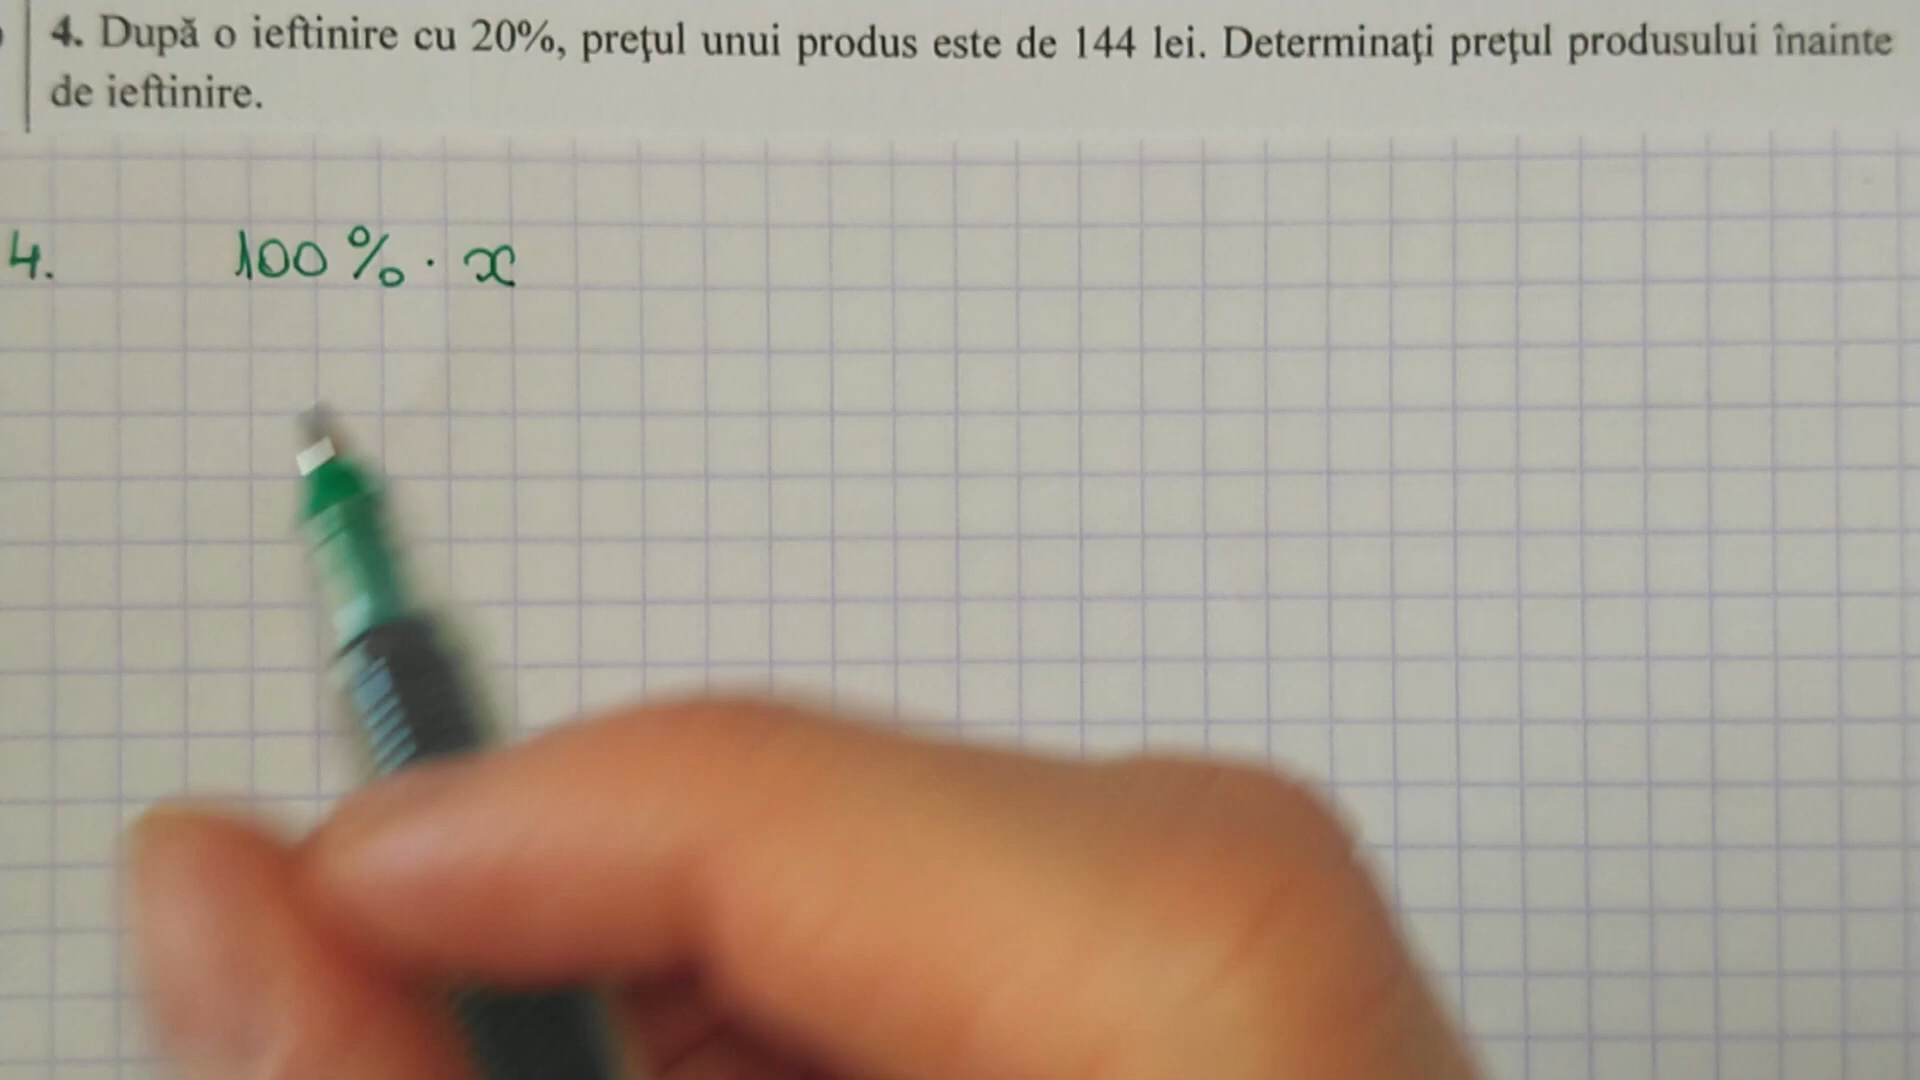 4. După o ieftinire cu 20%, preţul unui produs este de 144 lei. Determinaţi preţul produsului înainte
de ieftinire.
4. 100 % · x